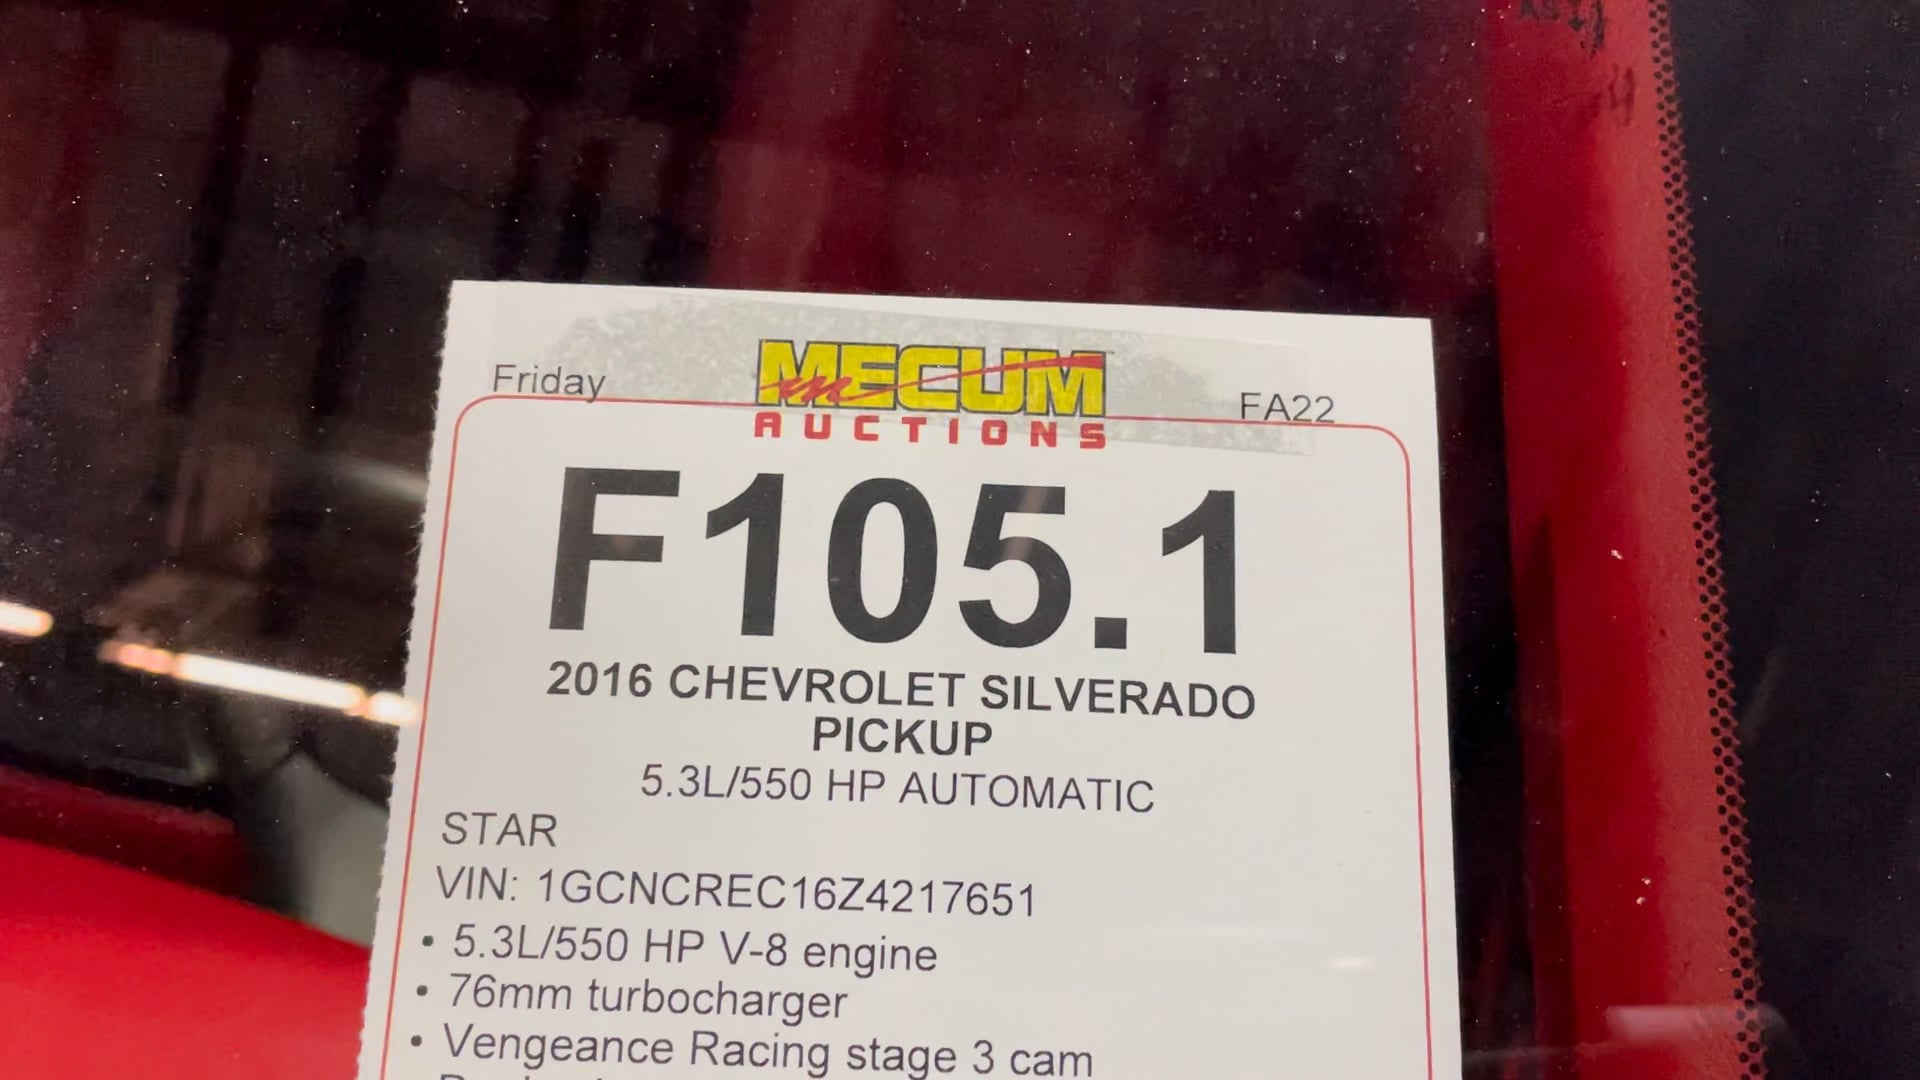 Friday
MECUM
AUCTIONS
FA22
F105.1
2016 CHEVROLET SILVERADO
PICKUP
5.3L/550 HP AUTOMATIC
STAR
VIN: 1GCNCREC16Z4217651
• 5.3L/550 HP V-8 engine
• 76mm turbocharger
• Vengeance Racing stage 3 cam